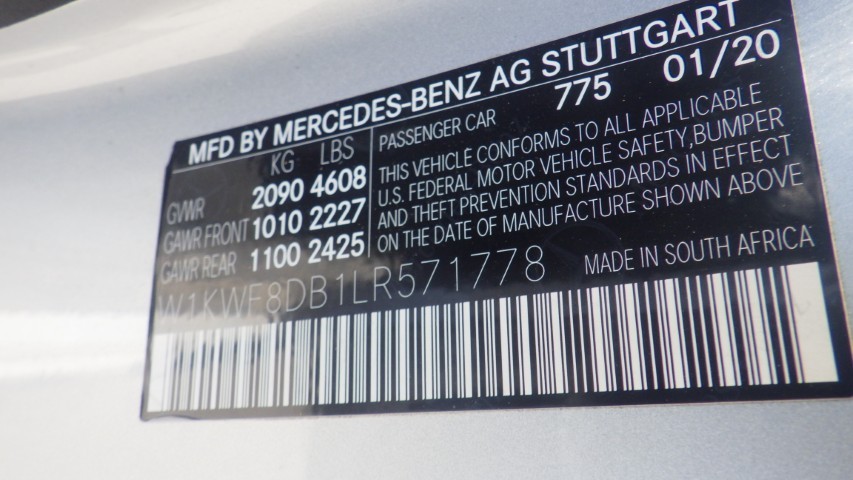 MFD BY MERCEDES-BENZ AG STUTTGART
KG LBS
GVWR 2090 4608
GAWR FRONT 1010 2227
GAWR REAR 1100 2425
775 01/20
PASSENGER CAR
THIS VEHICLE CONFORMS TO ALL APPLICABLE
U.S. FEDERAL MOTOR VEHICLE SAFETY,BUMPER
AND THEFT PREVENTION STANDARDS IN EFFECT
ON THE DATE OF MANUFACTURE SHOWN ABOVE
W1KWF8DB1LR571778
MADE IN SOUTH AFRICA